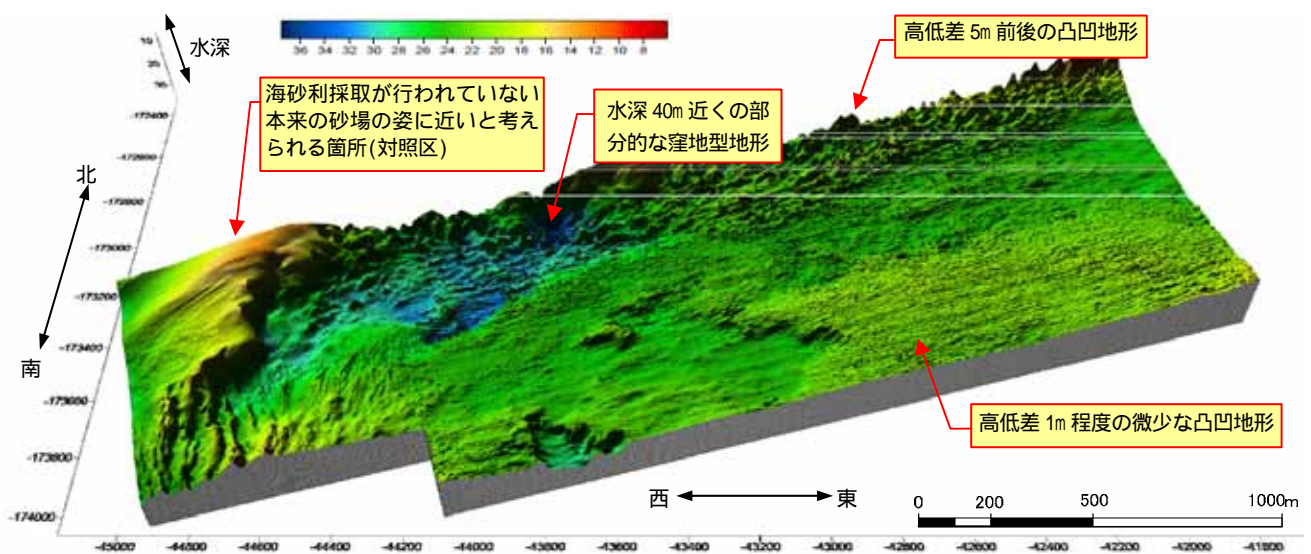 水深
36 34 32 30 28 26 24 22 20 18 16 14 12 10 8
高低差 5m 前後の凸凹地形
海砂利採取が行われていない
本来の砂場の姿に近いと考え
られる箇所(対照区)
水深 40m 近くの部
分的な窪地型地形
北
南
-172400
-172600
-172800
-173000
-173200
-173400
-173600
-173800
-174000
高低差 1m 程度の微少な凸凹地形
西
東
0 200 500 1000m
-45000 -44800 -44600 -44400 -44200 -44000 -43800 -43600 -43400 -43200 -43000 -42800 -42600 -42400 -42200 -42000 -41800